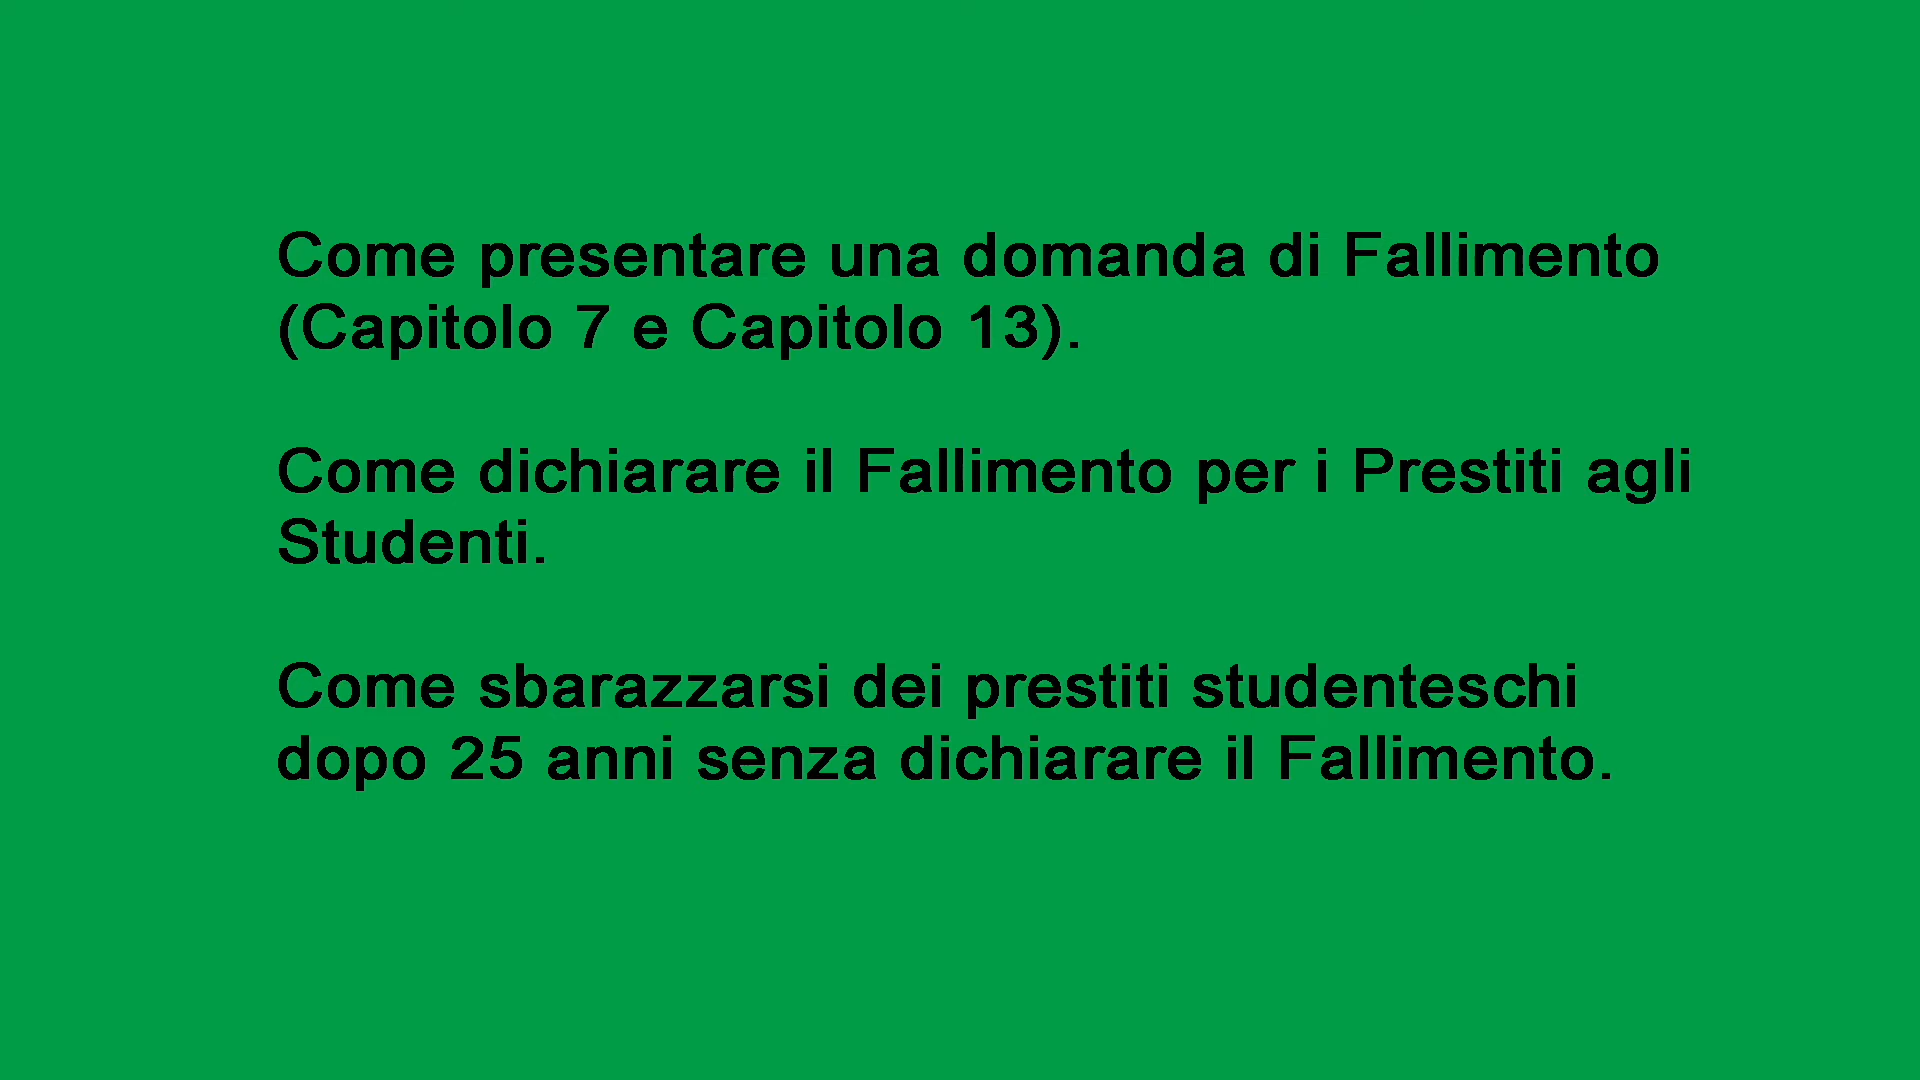 Come presentare una domanda di Fallimento
(Capitolo 7 e Capitolo 13).
Come dichiarare il Fallimento per i Prestiti agli
Studenti.
Come sbarazzarsi dei prestiti studenteschi
dopo 25 anni senza dichiarare il Fallimento.